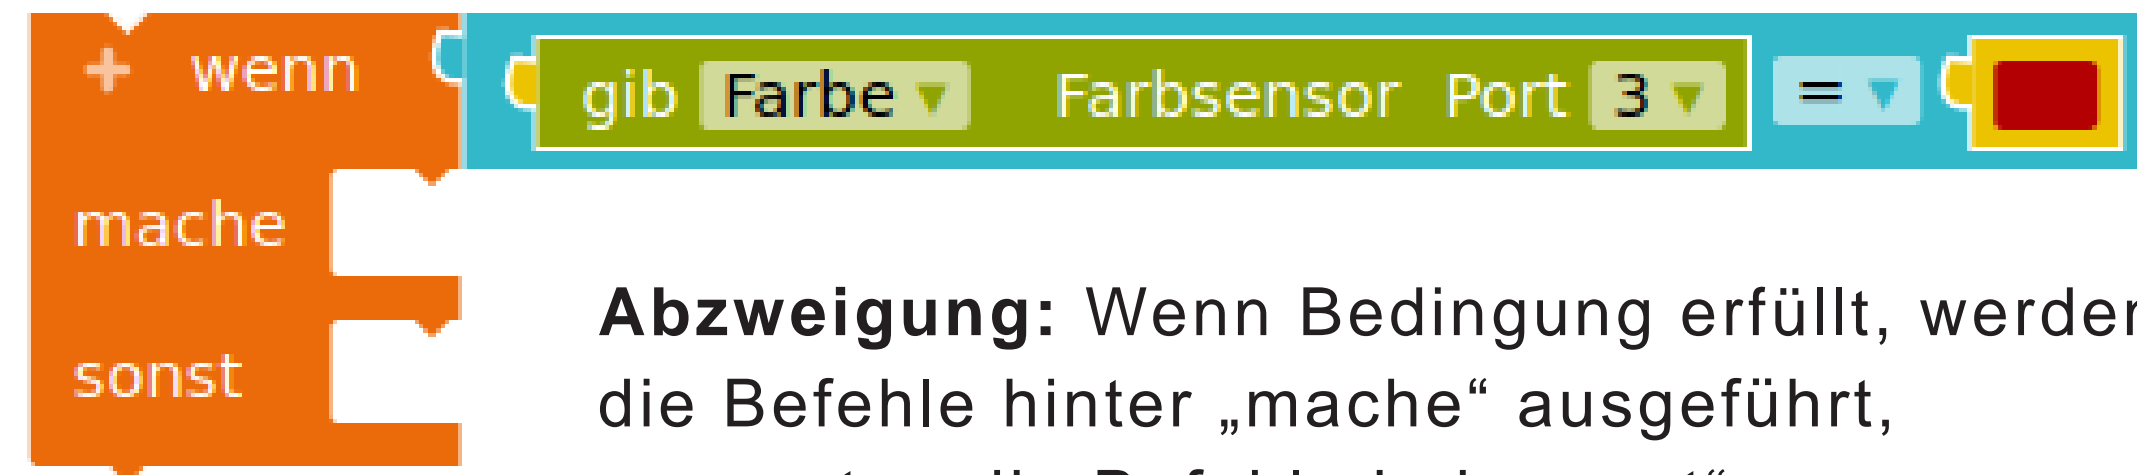 + wenn gib Farbe ▾ Farbsensor Port 3 ▾ = ▾
mache
sonst
Abzweigung: Wenn Bedingung erfüllt, werden
die Befehle hinter „mache“ ausgeführt,